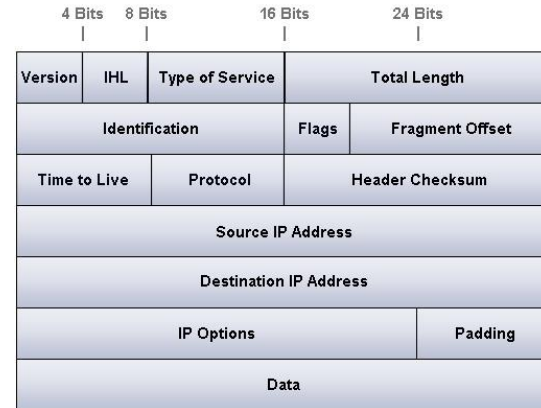 4 Bits 8 Bits 16 Bits 24 Bits
Version IHL Type of Service Total Length
Identification Flags Fragment Offset
Time to Live Protocol Header Checksum
Source IP Address
Destination IP Address
IP Options Padding
Data